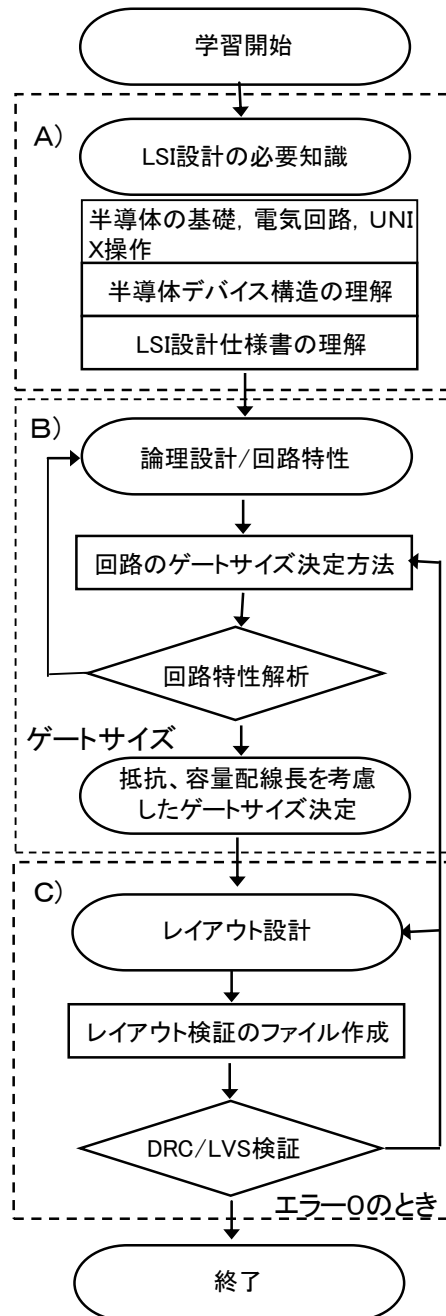 学習開始
A）
LSI設計の必要知識
半導体の基礎，電気回路，UNI
X操作
半導体デバイス構造の理解
LSI設計仕様書の理解
B）
論理設計/回路特性
回路のゲートサイズ決定方法
回路特性解析
ゲートサイズ
抵抗、容量配線長を考慮
したゲートサイズ決定
C）
レイアウト設計
レイアウト検証のファイル作成
DRC/LVS検証
エラー0のとき
終了